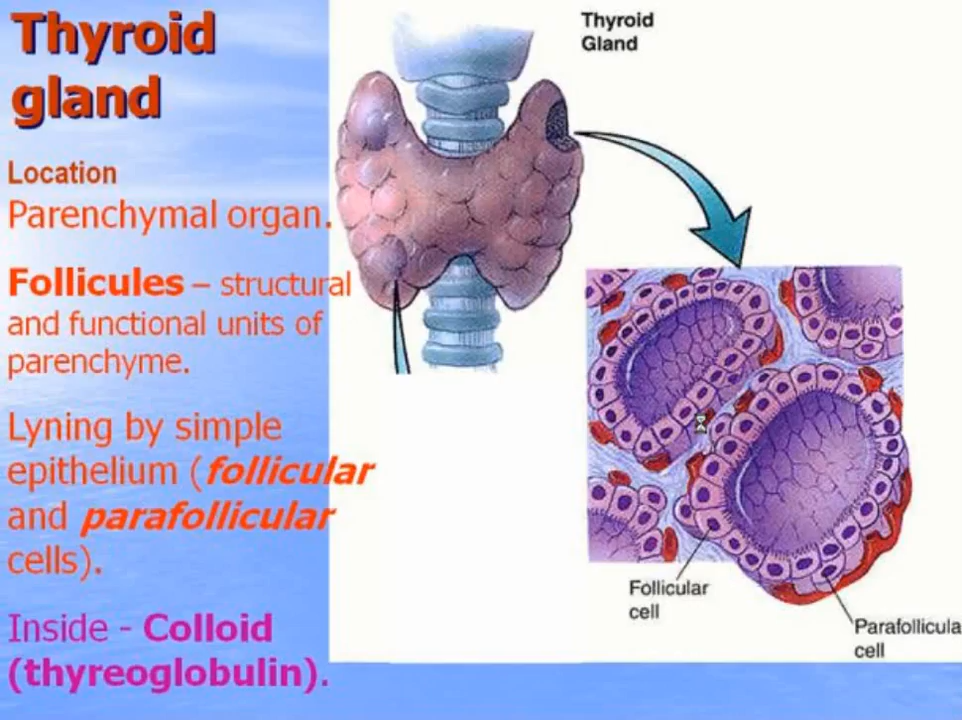 Thyroid
gland
Location
Parenchymal organ.
Follicules – structural
and functional units of
parenchyme.
Lyning by simple
epithelium (follicular
and parafollicular
cells).
Inside - Colloid
(thyreoglobulin).
Thyroid
Gland
Follicular
cell
Parafollicula
cell